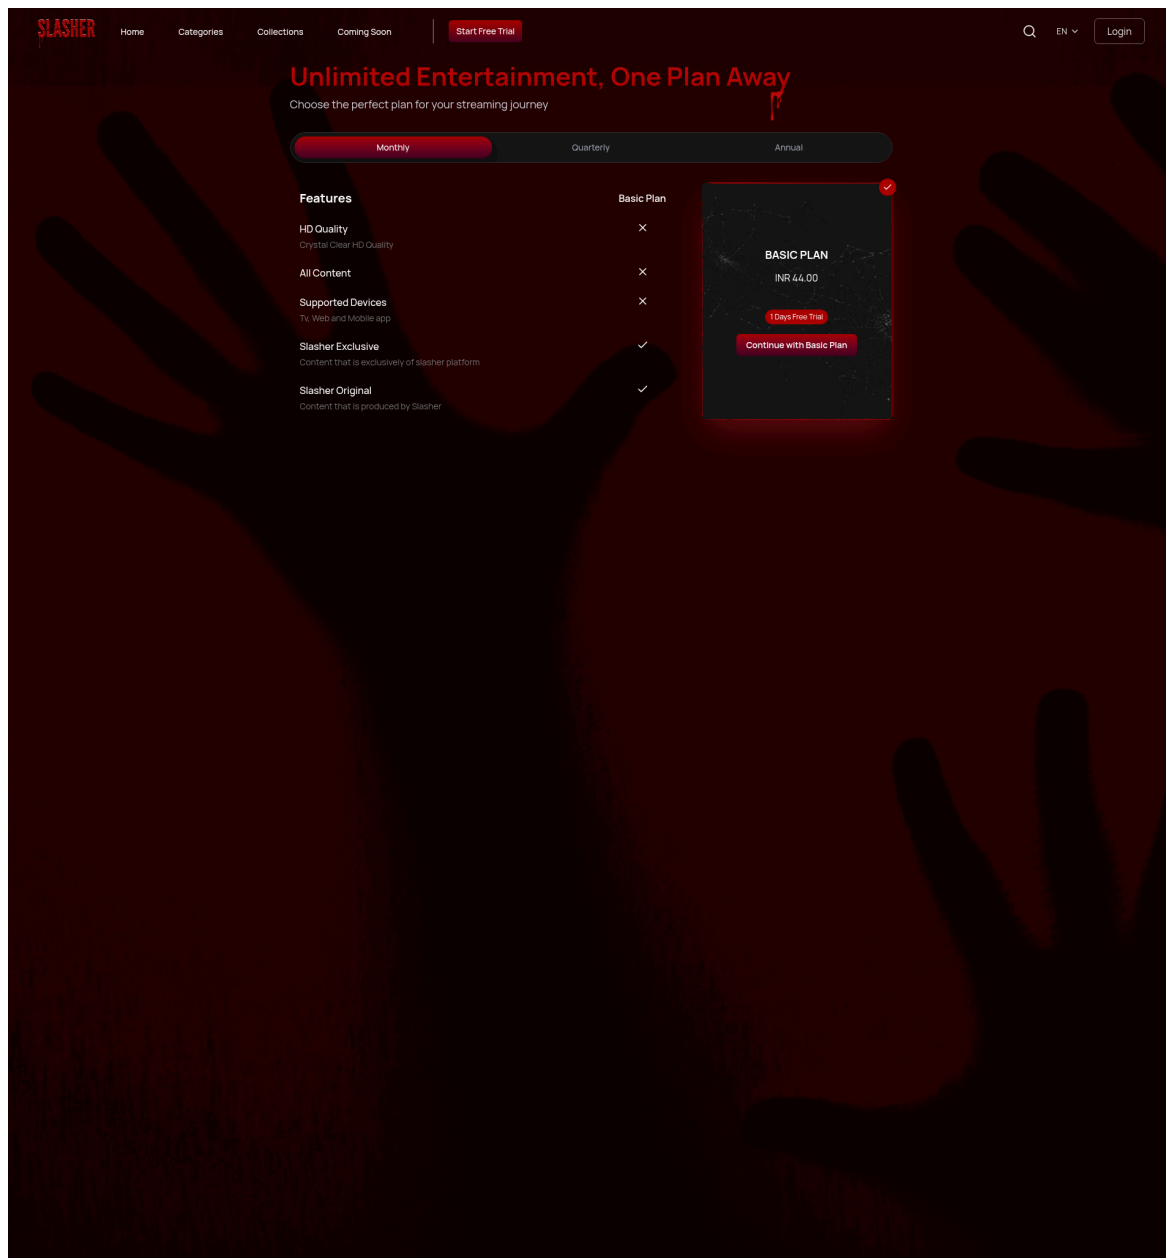 SLASHER
Home
Categories
Collections
Coming Soon
Start Free Trial
EN
Login
Unlimited Entertainment, One Plan Away
Choose the perfect plan for your streaming journey
Monthly
Quarterly
Annual
Features
Basic Plan
HD Quality
Crystal Clear HD Quality
All Content
Supported Devices
Tv, Web and Mobile app
Slasher Exclusive
Content that is exclusively of slasher platform
Slasher Original
Content that is produced by Slasher
BASIC PLAN
INR 44.00
1 Days Free Trial
Continue with Basic Plan